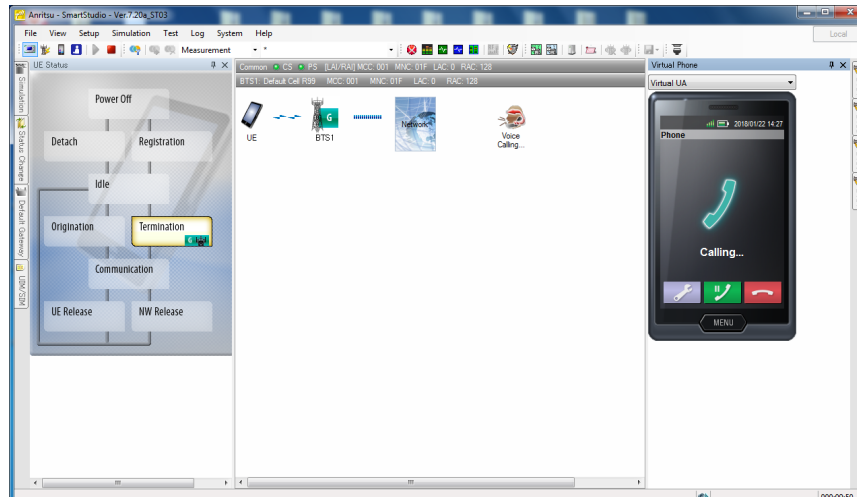 Anritsu - SmartStudio - Ver.7.20a_ST03
File View Setup Simulation Test Log System Help
Local
Measurement - *
UE Status
Simulation
Status Change
Default Gateway
UIM/SIM
Power Off
Detach
Registration
Idle
Origination
Termination
G
Communication
UE Release
NW Release
Common CS PS [LAI/RAI] MCC: 001 MNC: 01F LAC: 0 RAC: 128
BTS1: Default Cell R99 MCC: 001 MNC: 01F LAC: 0 RAC: 128
UE
G
BTS1
Network
Voice
Calling...
Virtual Phone
Virtual UA
2018/01/22 14:27
Phone
Calling...
MENU
000:00:50